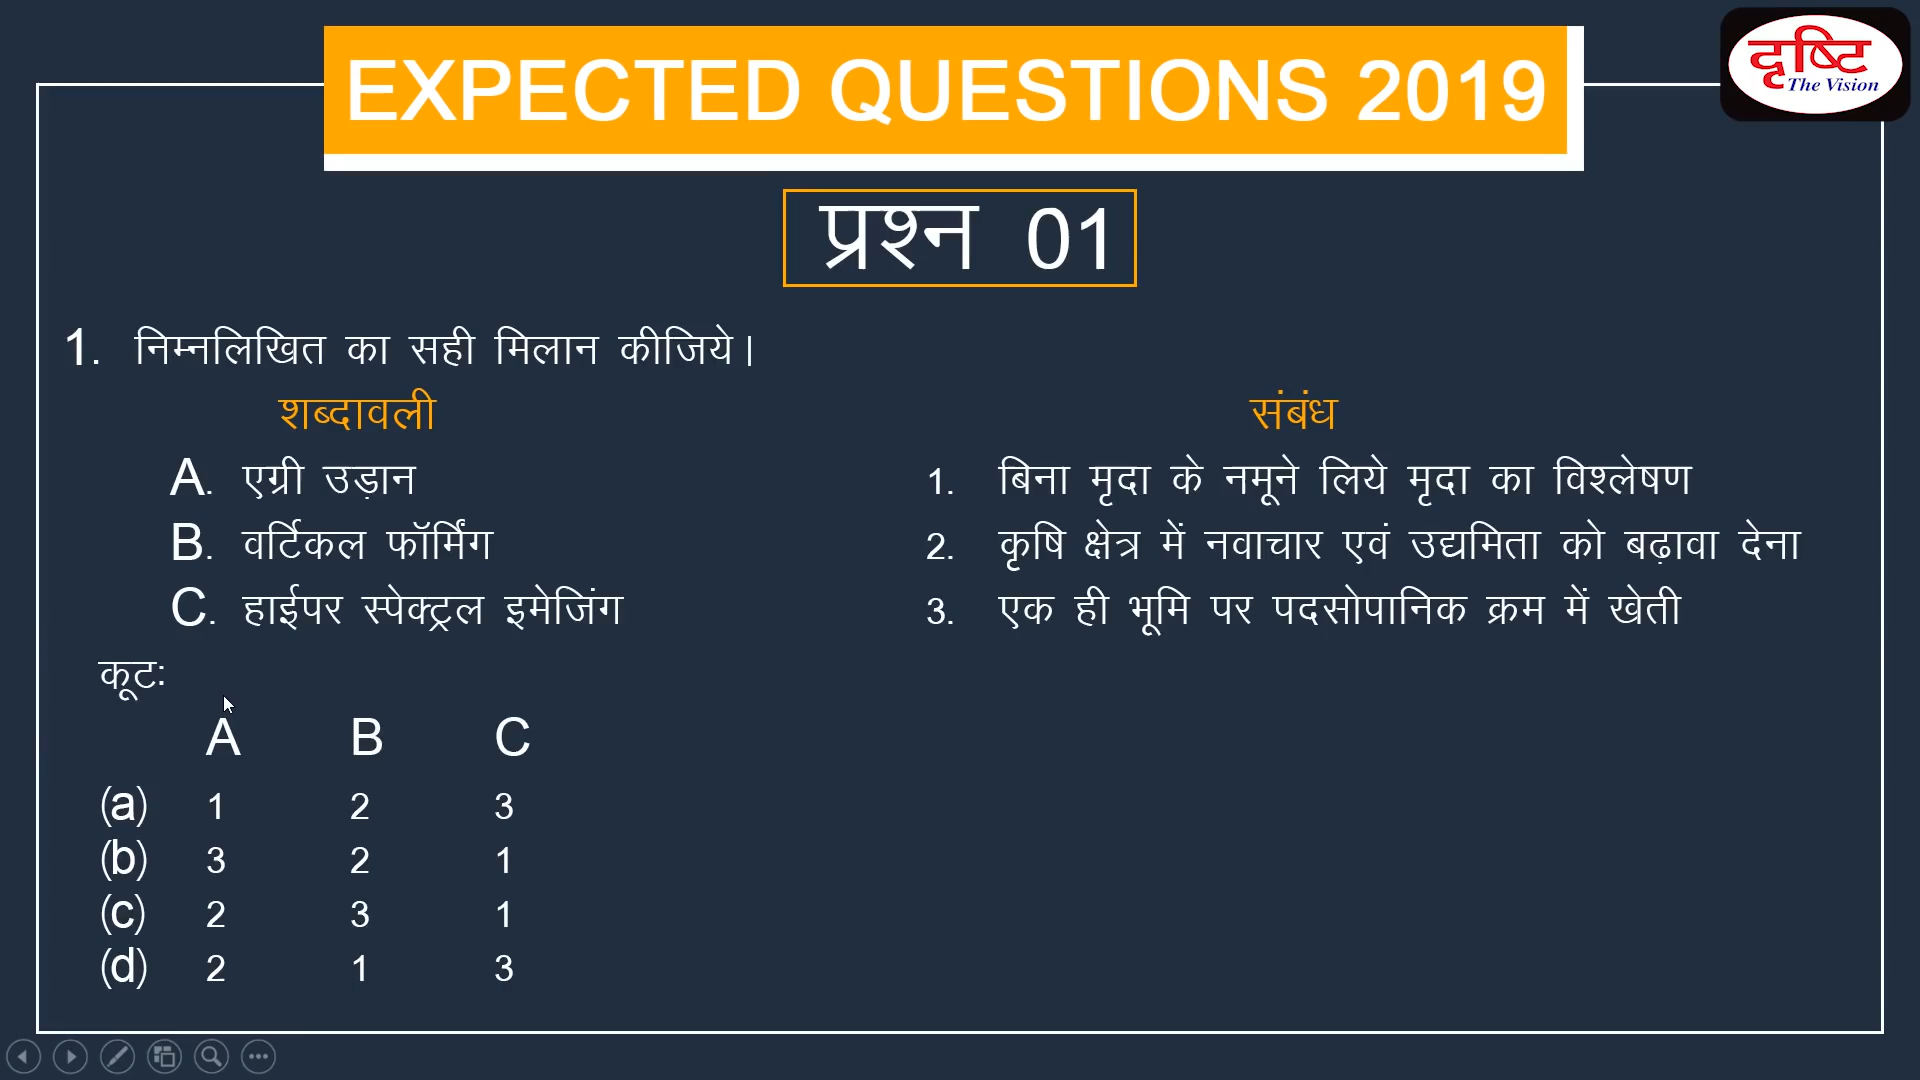 EXPECTED QUESTIONS 2019
दृष्टि
The Vision
प्रश्न 01
1. निम्नलिखित का सही मिलान कीजिये।
शब्दावली संबंध
A. एग्री उड़ान 1. बिना मृदा के नमूने लिये मृदा का विश्लेषण
B. वर्टिकल फॉर्मिंग 2. कृषि क्षेत्र में नवाचार एवं उद्यमिता को बढ़ावा देना
C. हाईपर स्पेक्ट्रल इमेजिंग 3. एक ही भूमि पर पदसोपानिक क्रम में खेती
कूटः
A B C
(a) 1 2 3
(b) 3 2 1
(c) 2 3 1
(d) 2 1 3